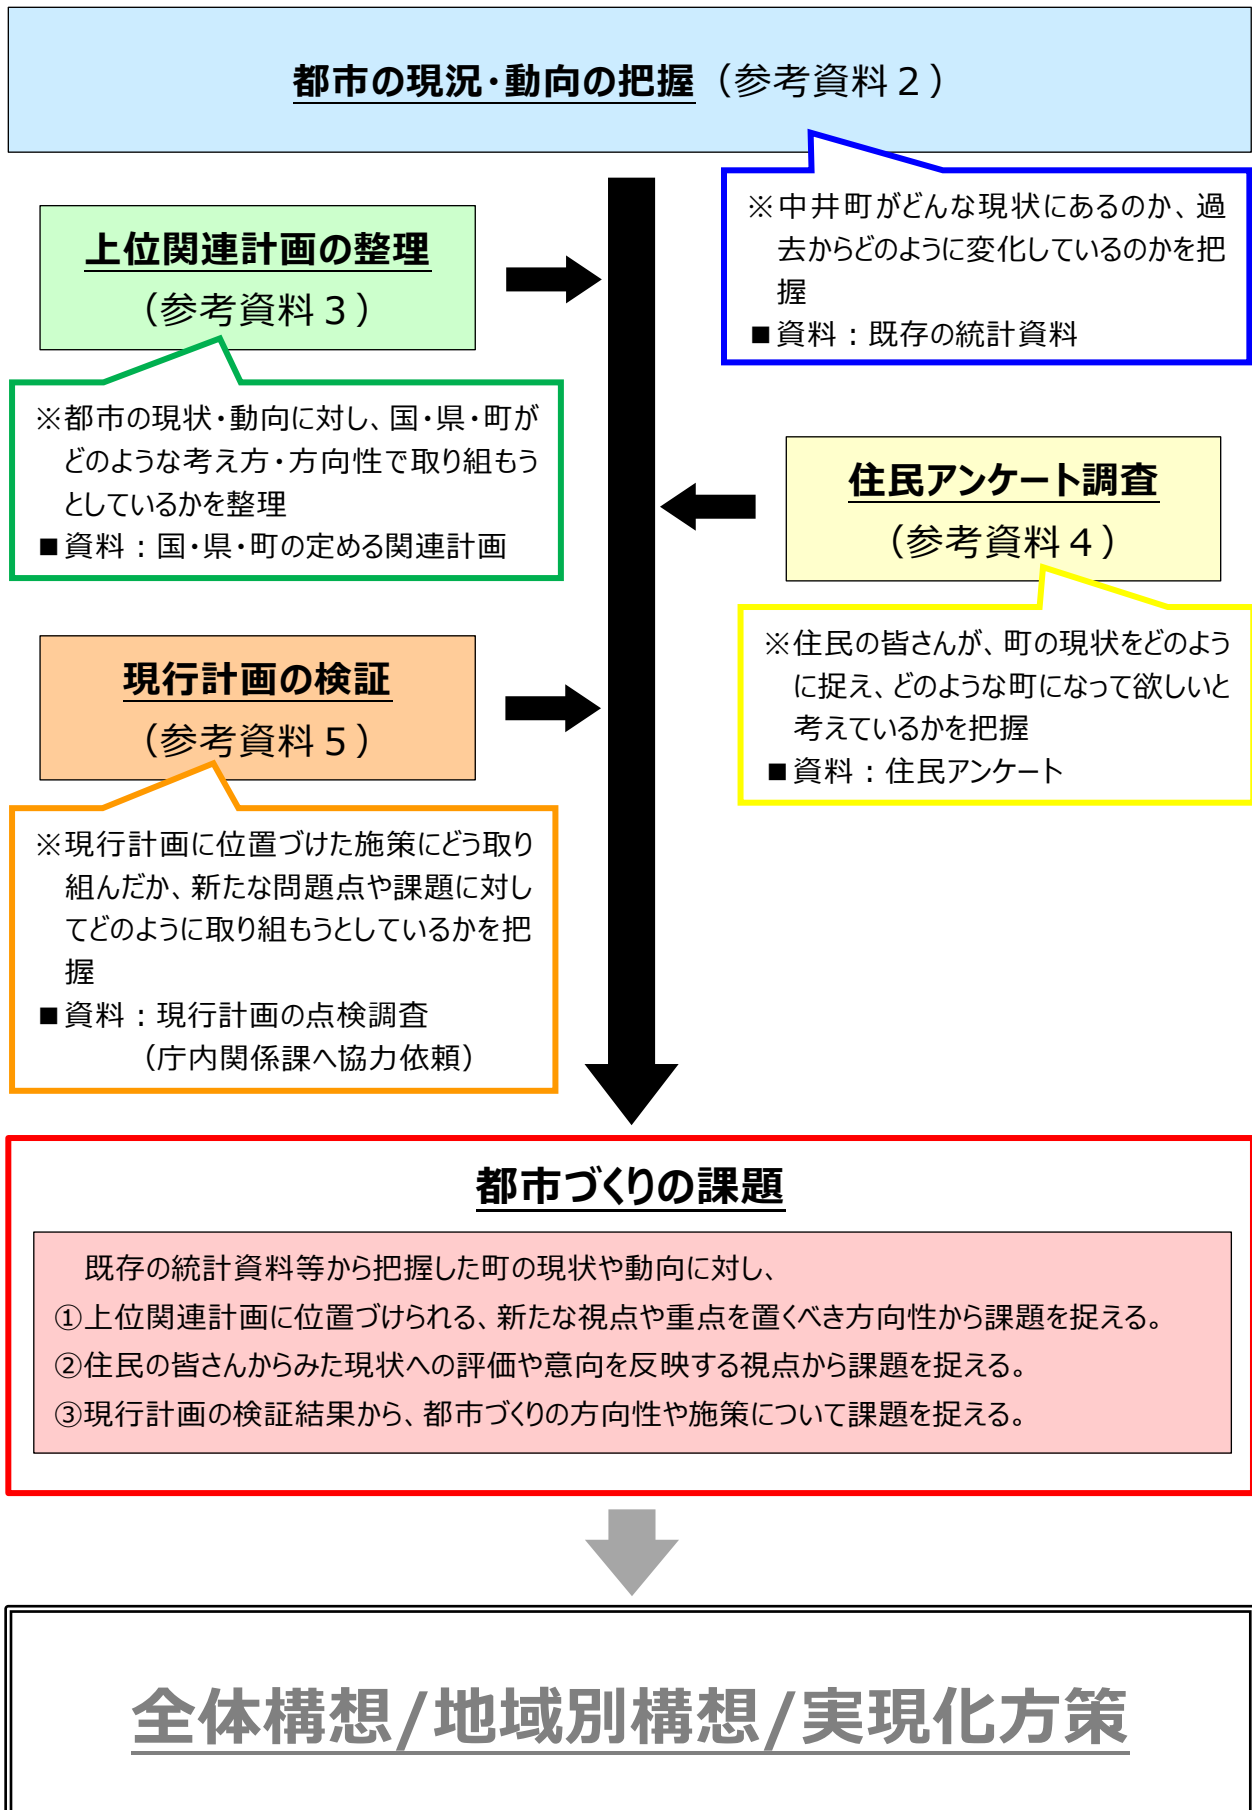 都市の現況・動向の把握（参考資料２）
※中井町がどんな現状にあるのか、過
去からどのように変化しているのかを把
握
■資料：既存の統計資料
上位関連計画の整理
（参考資料３）
※都市の現状・動向に対し、国・県・町が
どのような考え方・方向性で取り組もう
としているかを整理
■資料：国・県・町の定める関連計画
住民アンケート調査
（参考資料４）
※住民の皆さんが、町の現状をどのよう
に捉え、どのような町になって欲しいと
考えているかを把握
■資料：住民アンケート
現行計画の検証
（参考資料５）
※現行計画に位置づけた施策にどう取り
組んだか、新たな問題点や課題に対し
てどのように取り組もうとしているかを把
握
■資料：現行計画の点検調査
（庁内関係課へ協力依頼）
都市づくりの課題
既存の統計資料等から把握した町の現状や動向に対し、
①上位関連計画に位置づけられる、新たな視点や重点を置くべき方向性から課題を捉える。
②住民の皆さんからみた現状への評価や意向を反映する視点から課題を捉える。
③現行計画の検証結果から、都市づくりの方向性や施策について課題を捉える。
全体構想/地域別構想/実現化方策